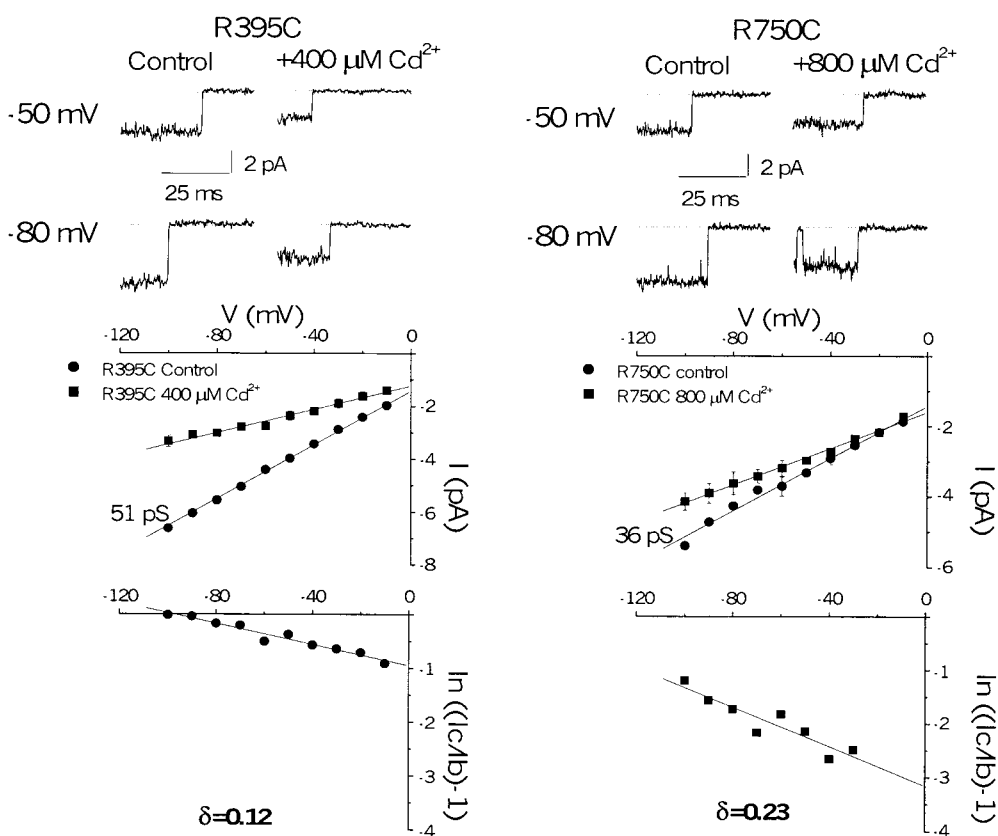 R395C
Control +400 μM Cd²⁺
-50 mV
2 pA
25 ms
-80 mV
V (mV)
-120 -80 -40 0
R395C Control
R395C 400 μM Cd²⁺
-2
-4
-6
-8
51 pS
I (pA)
-120 -80 -40 0
-1
-2
-3
-4
ln ((Ic/Ib)-1)
δ=0.12
R750C
Control +800 μM Cd²⁺
-50 mV
2 pA
25 ms
-80 mV
V (mV)
-120 -80 -40 0
R750C control
R750C 800 μM Cd²⁺
-2
-4
-6
36 pS
I (pA)
-120 -80 -40 0
-1
-2
-3
-4
ln ((Ic/Ib)-1)
δ=0.23